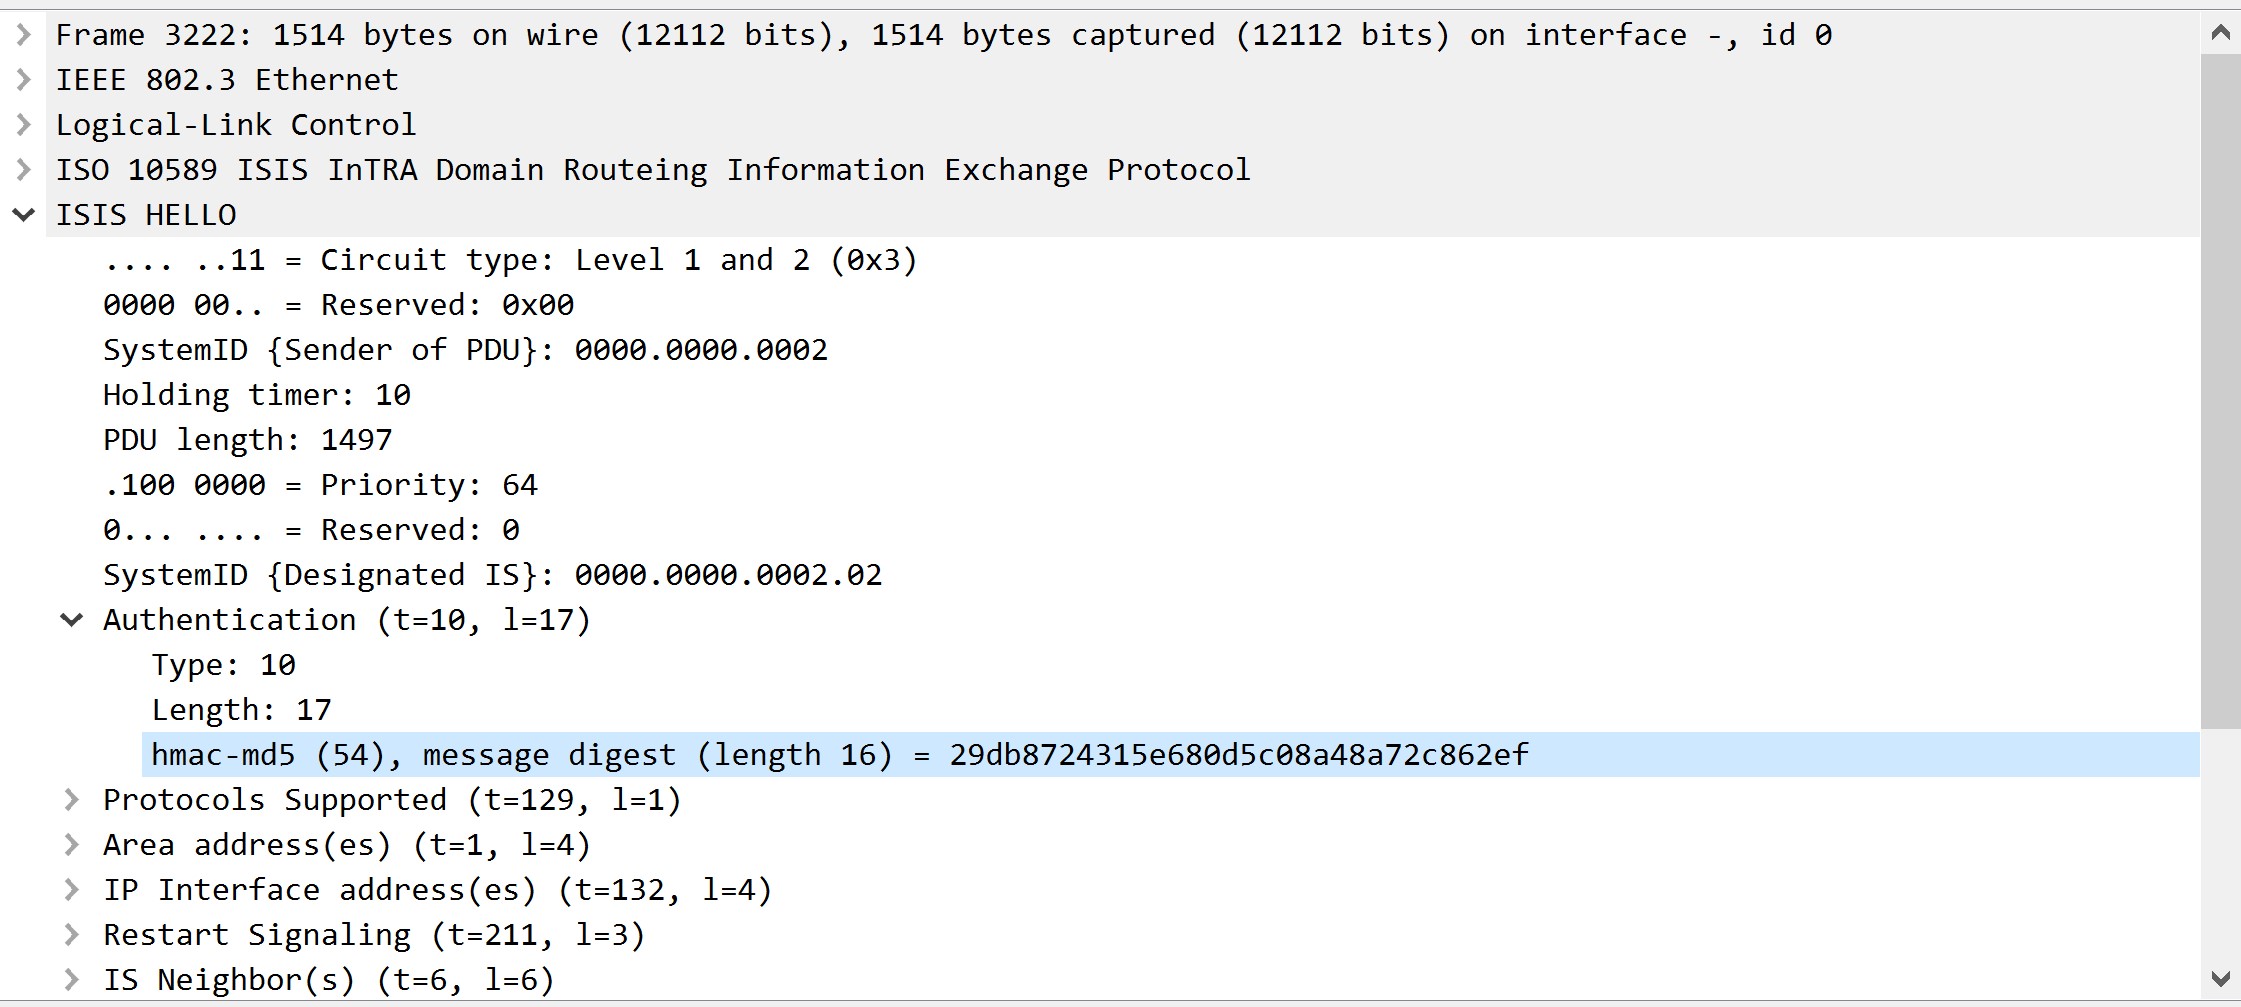 Frame 3222: 1514 bytes on wire (12112 bits), 1514 bytes captured (12112 bits) on interface -, id 0
IEEE 802.3 Ethernet
Logical-Link Control
ISO 10589 ISIS InTRA Domain Routeing Information Exchange Protocol
ISIS HELLO
.... ..11 = Circuit type: Level 1 and 2 (0x3)
0000 00.. = Reserved: 0x00
SystemID {Sender of PDU}: 0000.0000.0002
Holding timer: 10
PDU length: 1497
.100 0000 = Priority: 64
0... .... = Reserved: 0
SystemID {Designated IS}: 0000.0000.0002.02
Authentication (t=10, l=17)
Type: 10
Length: 17
hmac-md5 (54), message digest (length 16) = 29db8724315e680d5c08a48a72c862ef
Protocols Supported (t=129, l=1)
Area address(es) (t=1, l=4)
IP Interface address(es) (t=132, l=4)
Restart Signaling (t=211, l=3)
IS Neighbor(s) (t=6, l=6)